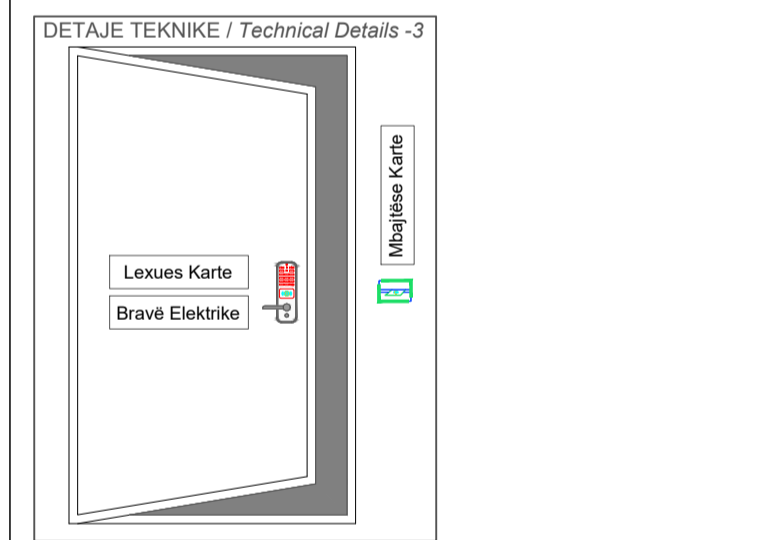 DETAJE TEKNIKE / Technical Details -3
Mbajtëse Karte
Lexues Karte
Bravë Elektrike